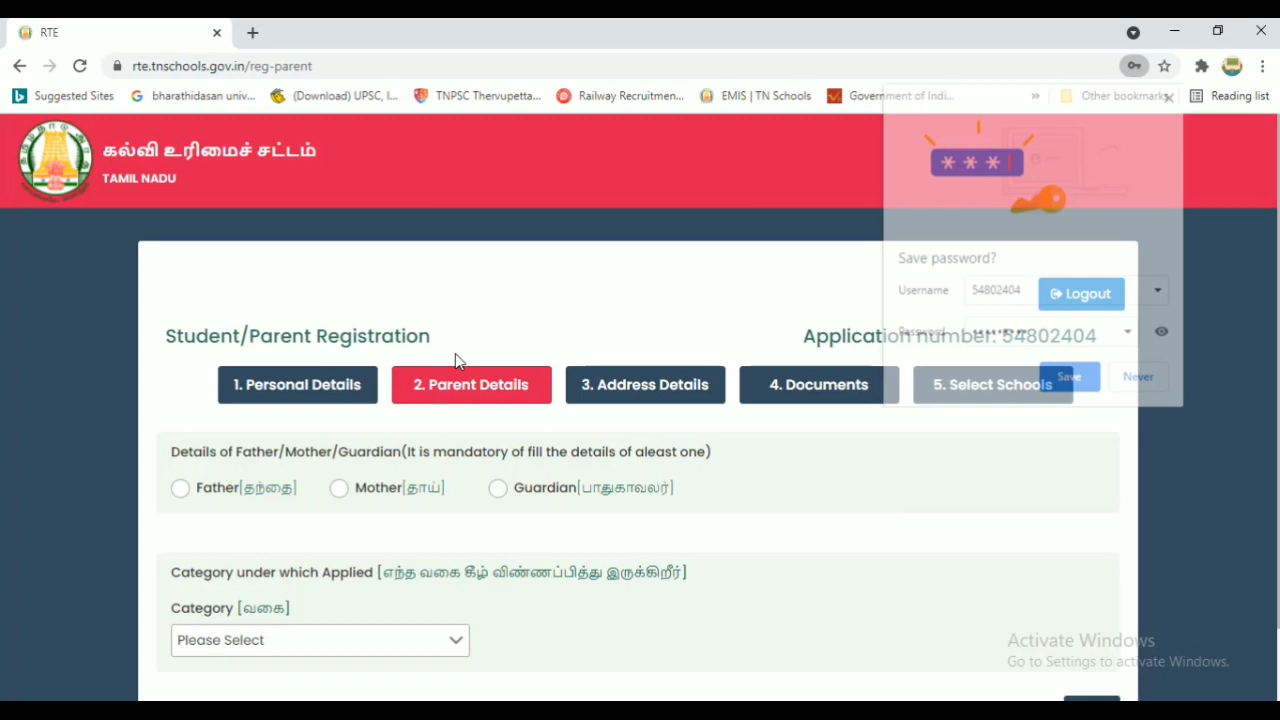 RTE
rte.tnschools.gov.in/reg-parent
Suggested Sites
bharathidasan univ...
(Download) UPSC, I...
TNPSC Thervupetta...
Railway Recruitmen...
EMIS | TN Schools
Government of Indi...
»
Other bookmarks
Reading list
கல்வி உரிமைச் சட்டம்
TAMIL NADU
* * *
Save password?
Username
54802404
Logout
Password
Save
Never
Student/Parent Registration
Application number: 54802404
1. Personal Details
2. Parent Details
3. Address Details
4. Documents
5. Select Schools
Details of Father/Mother/Guardian(It is mandatory of fill the details of aleast one)
Father[தந்தை]
Mother[தாய்]
Guardian[பாதுகாவலர்]
Category under which Applied [எந்த வகை கீழ் விண்ணப்பித்து இருக்கிறீர்]
Category [வகை]
Please Select
Activate Windows
Go to Settings to activate Windows.